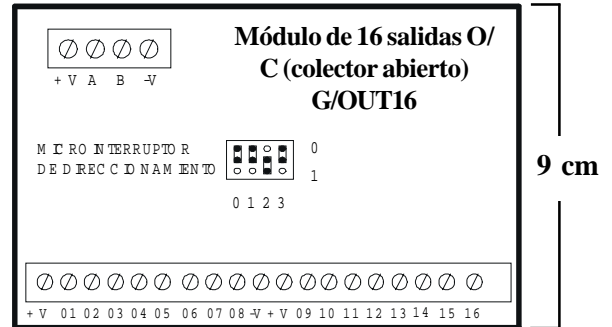 Módulo de 16 salidas O/
C (colector abierto)
G/OUT16
+V A B -V
MICROINTERRUPTOR
DE DIRECCIONAMIENTO
0
1
0 1 2 3
9 cm
+V 01 02 03 04 05 06 07 08 -V +V 09 10 11 12 13 14 15 16